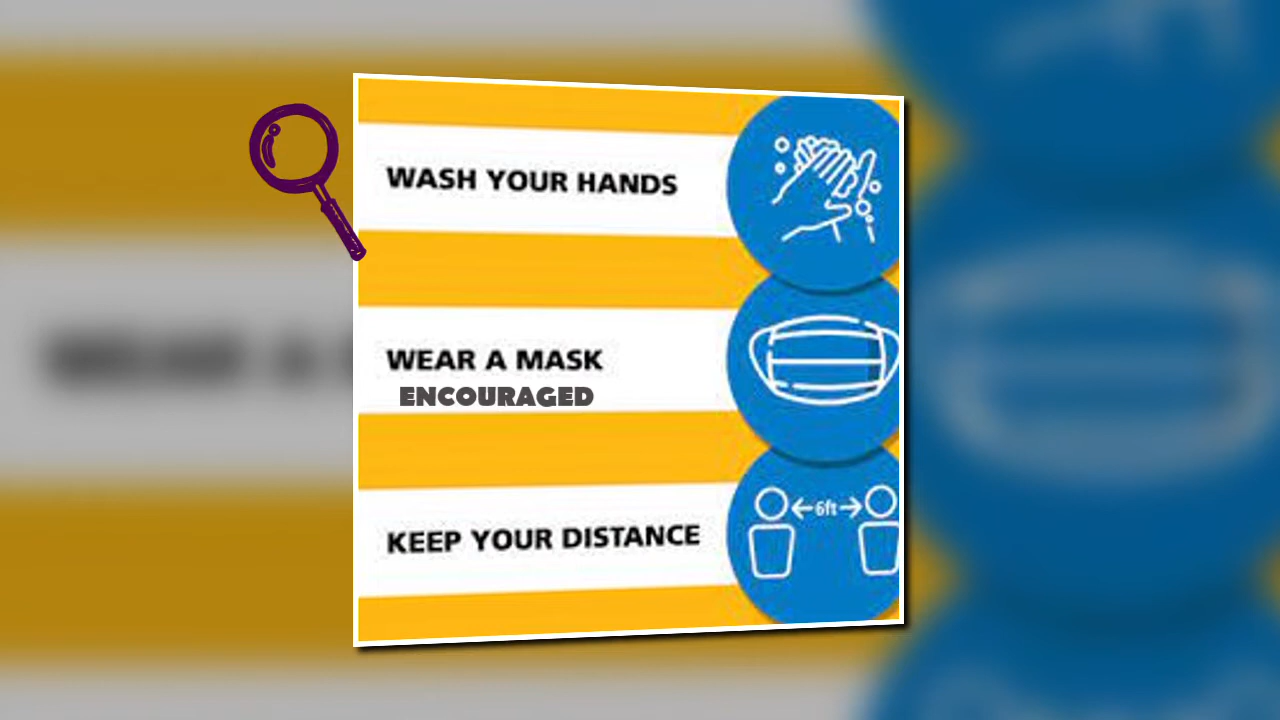 WASH YOUR HANDS
WEAR A MASK
ENCOURAGED
6ft
KEEP YOUR DISTANCE